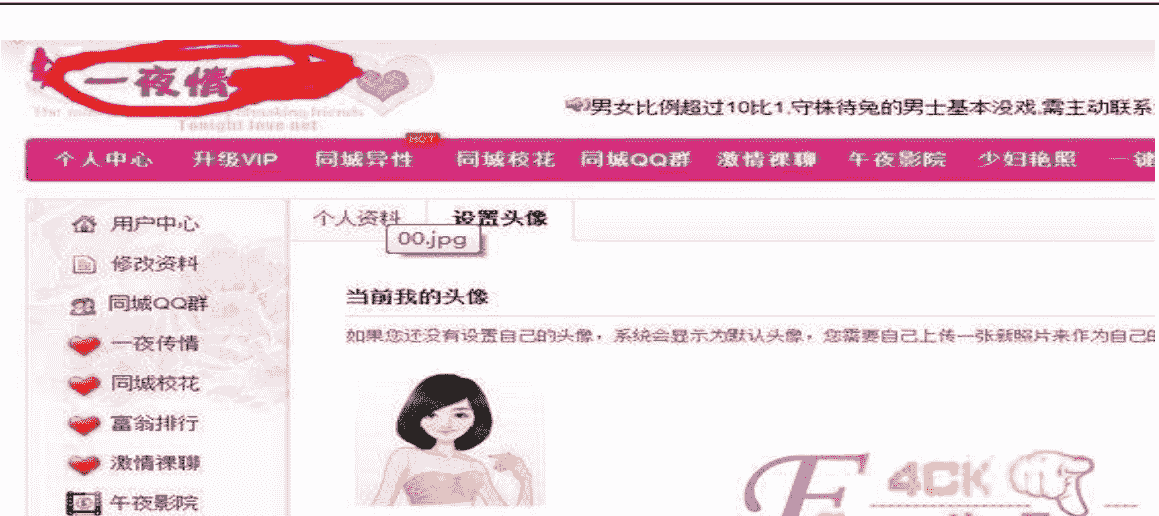 一夜情
Tonight love net
男女比例超过10比1.守株待兔的男士基本没戏.需主动联系
HOT
个人中心 升级VIP 同城异性 同城校花 同城QQ群 激情裸聊 午夜影院 少妇艳照 一键
用户中心
修改资料
同城QQ群
一夜传情
同城校花
富翁排行
激情裸聊
午夜影院
个人资料 设置头像
00.jpg
当前我的头像
如果您还没有设置自己的头像，系统会显示为默认头像，您需要自己上传一张新照片来作为自己的
F4CK